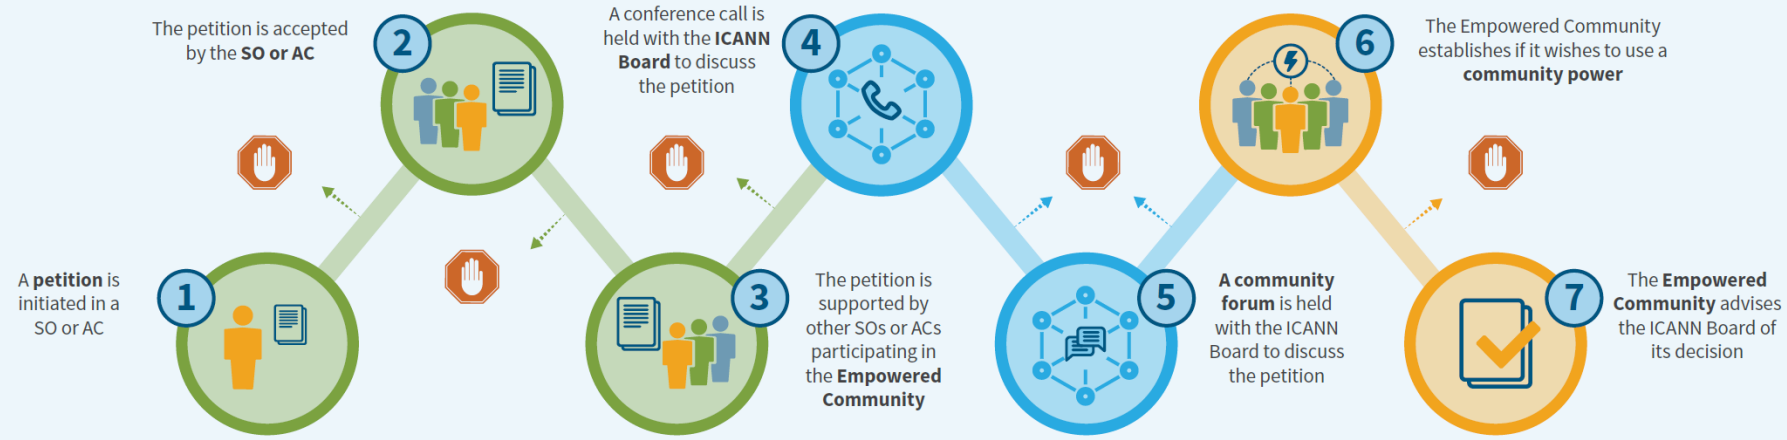 1
A petition is
initiated in a
SO or AC
2
The petition is accepted
by the SO or AC
3
The petition is
supported by
other SOs or ACs
participating in
the Empowered
Community
4
A conference call is
held with the ICANN
Board to discuss
the petition
5
A community
forum is held
with the ICANN
Board to discuss
the petition
6
The Empowered Community
establishes if it wishes to use a
community power
7
The Empowered
Community advises
the ICANN Board of
its decision